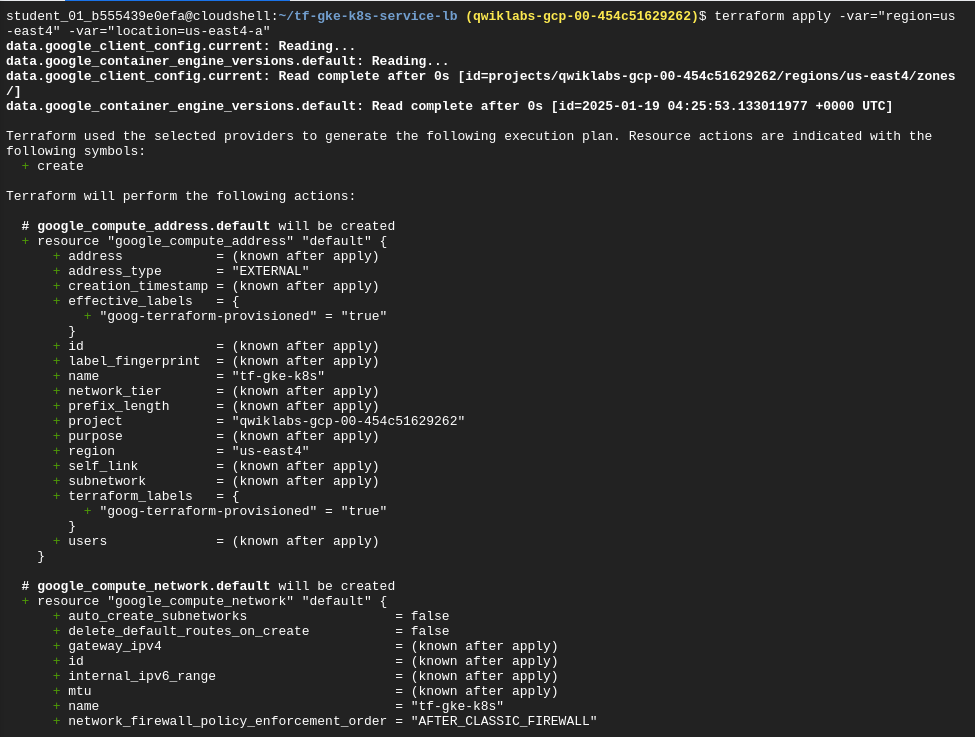 student_01_b555439e0efa@cloudshell:~/tf-gke-k8s-service-lb (qwiklabs-gcp-00-454c51629262)$ terraform apply -var="region=us
-east4" -var="location=us-east4-a"
data.google_client_config.current: Reading...
data.google_container_engine_versions.default: Reading...
data.google_client_config.current: Read complete after 0s [id=projects/qwiklabs-gcp-00-454c51629262/regions/us-east4/zones
/]
data.google_container_engine_versions.default: Read complete after 0s [id=2025-01-19 04:25:53.133011977 +0000 UTC]

Terraform used the selected providers to generate the following execution plan. Resource actions are indicated with the
following symbols:
  + create

Terraform will perform the following actions:

  # google_compute_address.default will be created
  + resource "google_compute_address" "default" {
      + address            = (known after apply)
      + address_type       = "EXTERNAL"
      + creation_timestamp = (known after apply)
      + effective_labels   = {
          + "goog-terraform-provisioned" = "true"
        }
      + id                 = (known after apply)
      + label_fingerprint  = (known after apply)
      + name               = "tf-gke-k8s"
      + network_tier       = (known after apply)
      + prefix_length      = (known after apply)
      + project            = "qwiklabs-gcp-00-454c51629262"
      + purpose            = (known after apply)
      + region             = "us-east4"
      + self_link          = (known after apply)
      + subnetwork         = (known after apply)
      + terraform_labels   = {
          + "goog-terraform-provisioned" = "true"
        }
      + users              = (known after apply)
    }

  # google_compute_network.default will be created
  + resource "google_compute_network" "default" {
      + auto_create_subnetworks                   = false
      + delete_default_routes_on_create           = false
      + gateway_ipv4                              = (known after apply)
      + id                                        = (known after apply)
      + internal_ipv6_range                       = (known after apply)
      + mtu                                       = (known after apply)
      + name                                      = "tf-gke-k8s"
      + network_firewall_policy_enforcement_order = "AFTER_CLASSIC_FIREWALL"